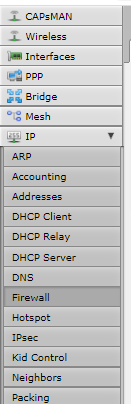 CAPsMAN
Wireless
Interfaces
PPP
Bridge
Mesh
IP
ARP
Accounting
Addresses
DHCP Client
DHCP Relay
DHCP Server
DNS
Firewall
Hotspot
IPsec
Kid Control
Neighbors
Packing